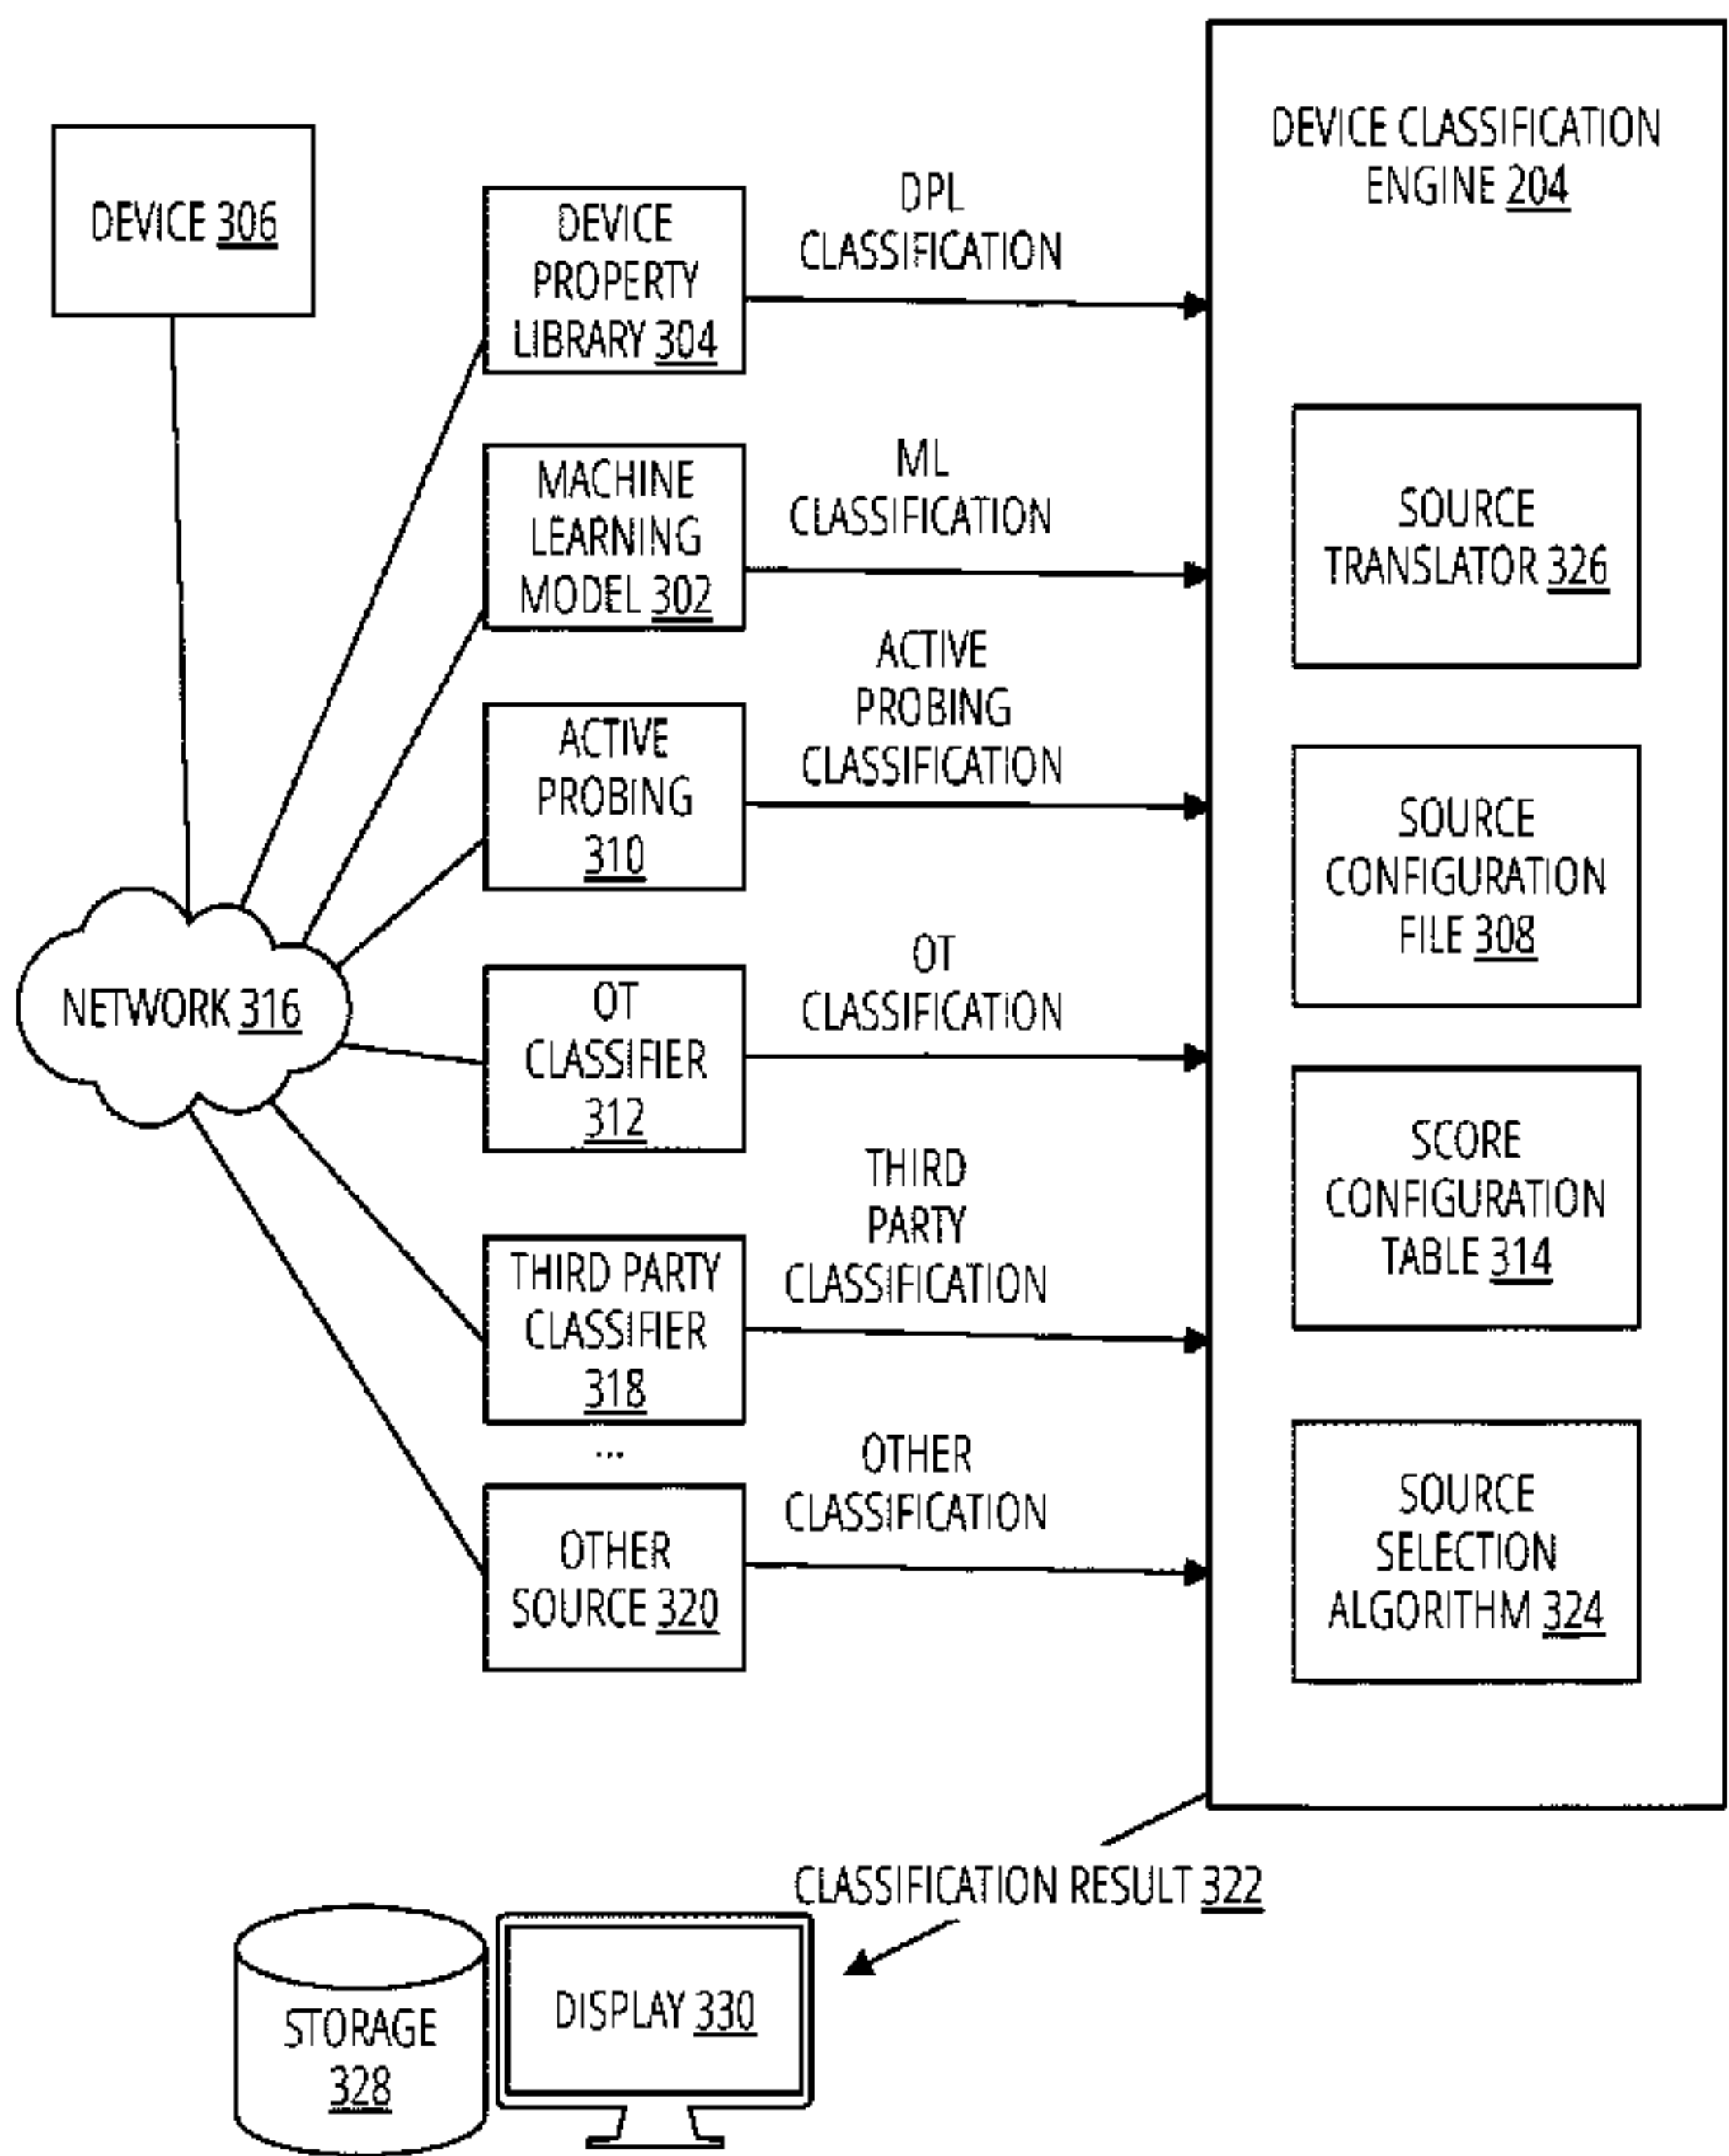 DEVICE 306
DEVICE
PROPERTY
LIBRARY 304
DPL
CLASSIFICATION
DEVICE CLASSIFICATION
ENGINE 204
MACHINE
LEARNING
MODEL 302
ML
CLASSIFICATION
SOURCE
TRANSLATOR 326
ACTIVE
PROBING
310
ACTIVE
PROBING
CLASSIFICATION
SOURCE
CONFIGURATION
FILE 308
NETWORK 316
OT
CLASSIFIER
312
OT
CLASSIFICATION
SCORE
CONFIGURATION
TABLE 314
THIRD PARTY
CLASSIFIER
318
THIRD
PARTY
CLASSIFICATION
...
OTHER
SOURCE 320
OTHER
CLASSIFICATION
SOURCE
SELECTION
ALGORITHM 324
CLASSIFICATION RESULT 322
STORAGE
328
DISPLAY 330